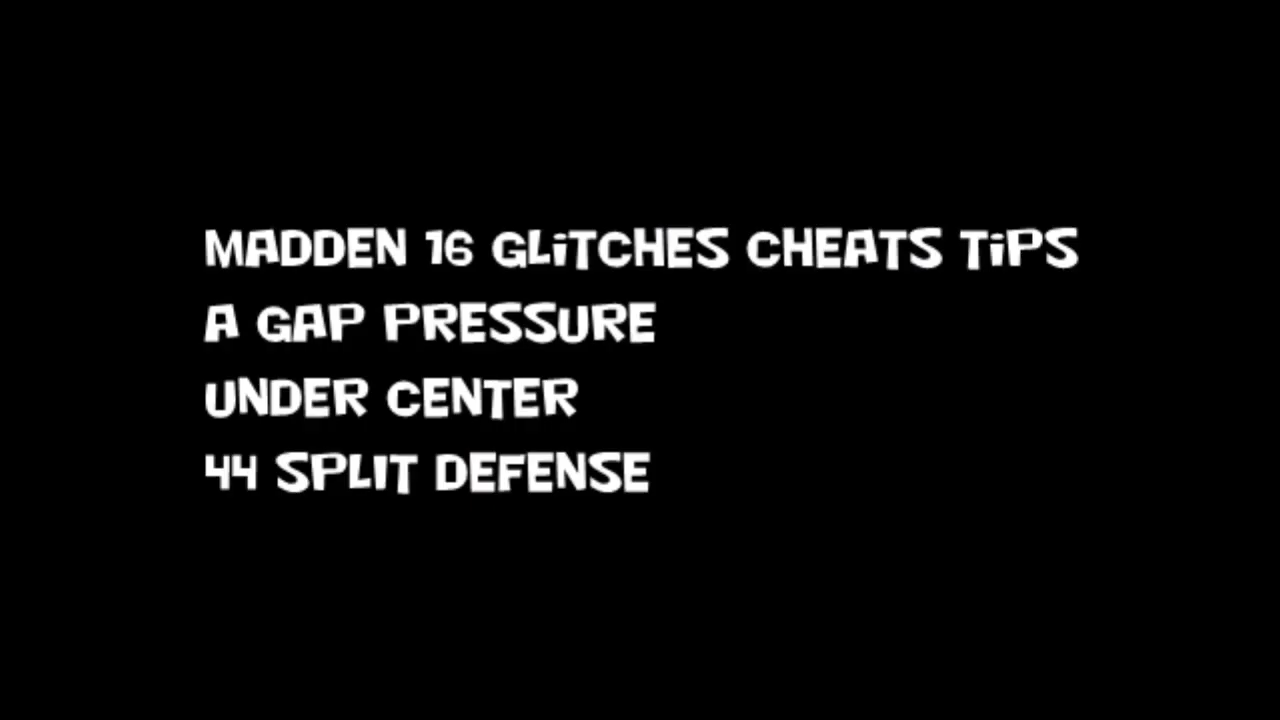 MADDEN 16 GLiTCHES CHEATS TiPS
A GAP PRESSURE
UNDER CENTER
44 SPLIT DEFENSE